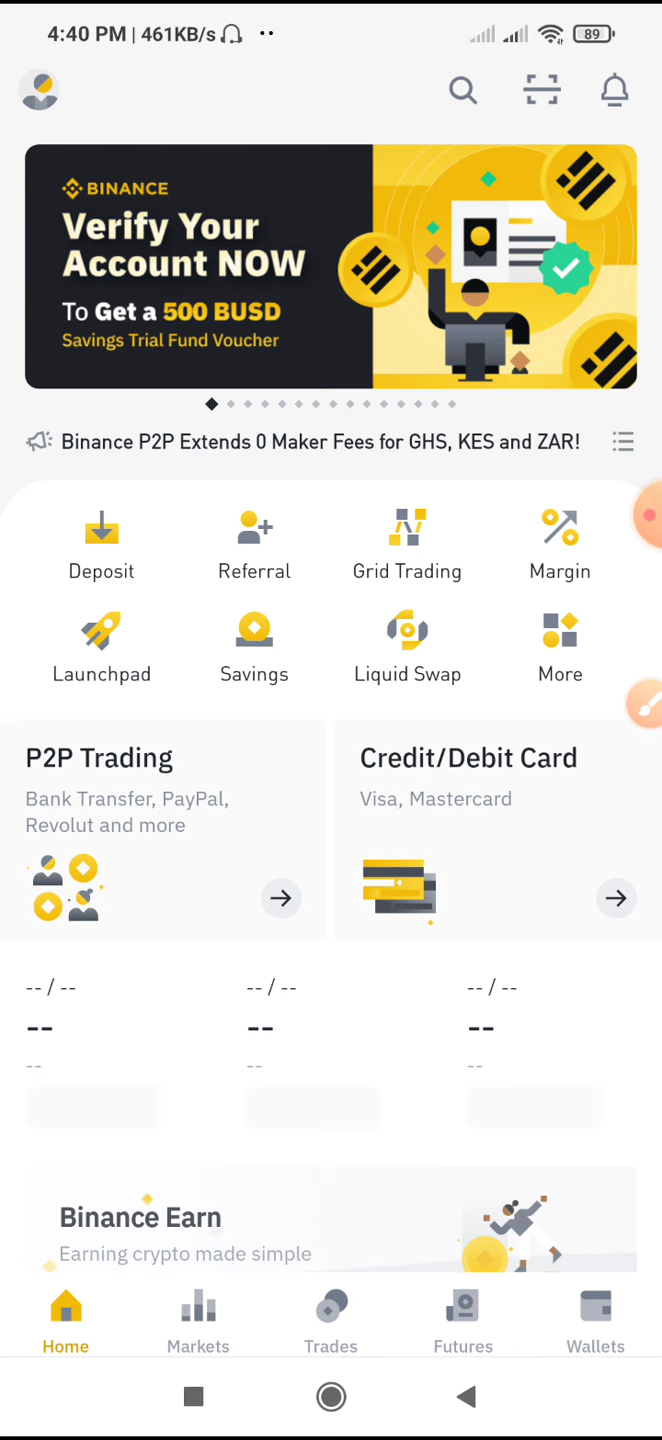 4:40 PM | 461KB/s
89
BINANCE
Verify Your
Account NOW
To Get a 500 BUSD
Savings Trial Fund Voucher
Binance P2P Extends 0 Maker Fees for GHS, KES and ZAR!
Deposit
Referral
Grid Trading
Margin
Launchpad
Savings
Liquid Swap
More
P2P Trading
Bank Transfer, PayPal,
Revolut and more
Credit/Debit Card
Visa, Mastercard
-- / --
-- / --
-- / --
--
--
--
--
--
--
Binance Earn
Earning crypto made simple
Home
Markets
Trades
Futures
Wallets